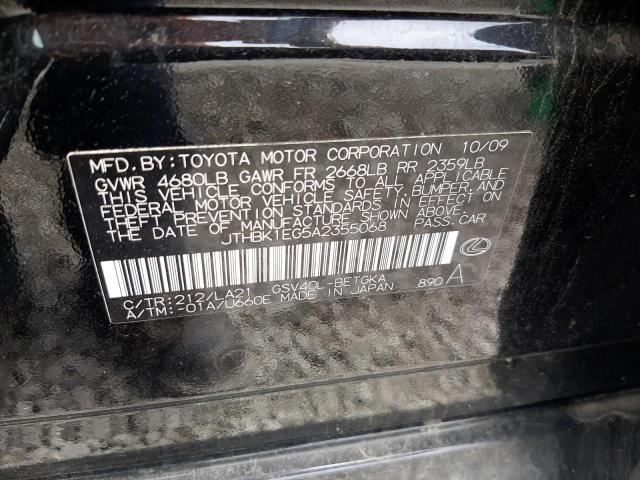 MFD. BY: TOYOTA MOTOR CORPORATION 10/09
GVWR 4680LB GAWR FR 2668LB RR 2359LB
THIS VEHICLE CONFORMS TO ALL APPLICABLE
FEDERAL MOTOR VEHICLE SAFETY, BUMPER, AND
THEFT PREVENTION STANDARDS IN EFFECT ON
THE DATE OF MANUFACTURE SHOWN ABOVE.
JTHBK1EG5A2355068 PASS. CAR
C/TR:212/LA21 GSV40L-BETGKA
A/TM:-01A/U660E MADE IN JAPAN 890 A